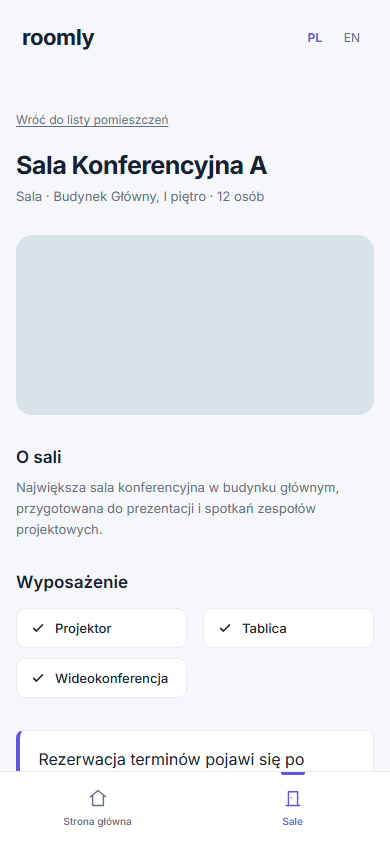 roomly
PL EN
Wróć do listy pomieszczeń
Sala Konferencyjna A
Sala · Budynek Główny, I piętro · 12 osób
O sali
Największa sala konferencyjna w budynku głównym,
przygotowana do prezentacji i spotkań zespołów
projektowych.
Wyposażenie
Projektor
Tablica
Wideokonferencja
Rezerwacja terminów pojawi się po
Strona główna
Sale